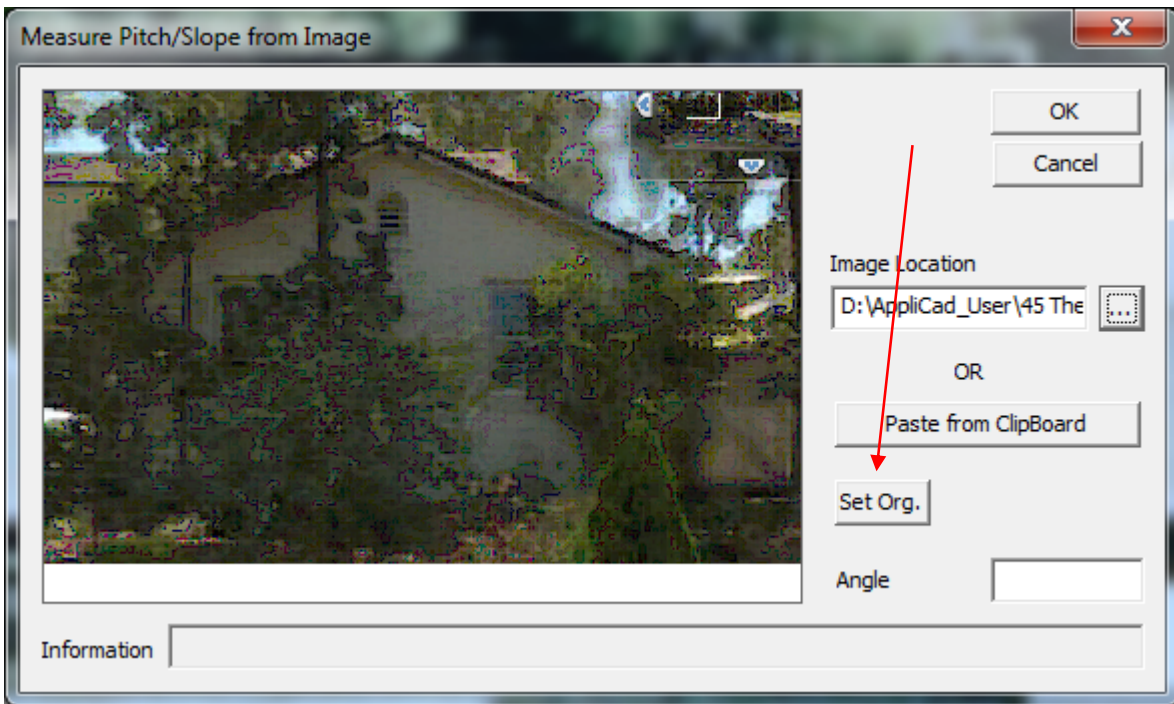 Measure Pitch/Slope from Image
OK
Cancel
Image Location
D:\AppliCad_User\45 The
...
OR
Paste from ClipBoard
Set Org.
Angle
Information